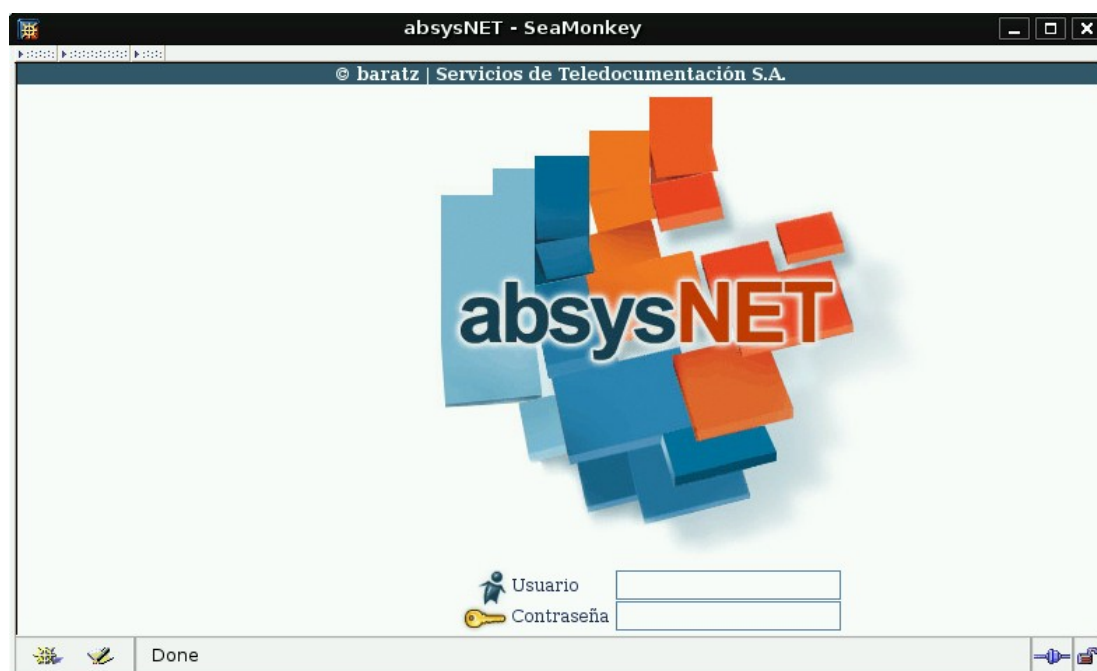 absysNET - SeaMonkey
© baratz | Servicios de Teledocumentación S.A.
absysNET
Usuario
Contraseña
Done